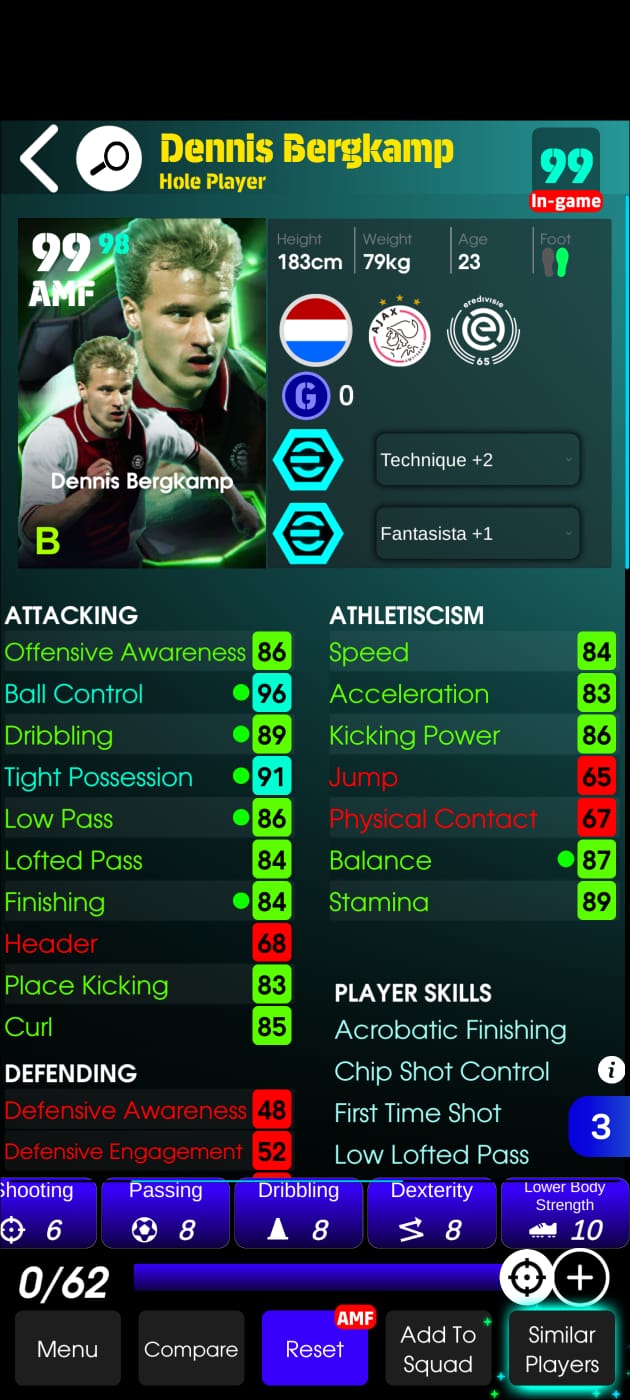 Dennis Bergkamp
Hole Player
99
In-game
99 98
AMF
Dennis Bergkamp
B
Height
183cm
Weight
79kg
Age
23
Foot
AJAX
eredivisie
65
G 0
Technique +2
Fantasista +1
ATTACKING
Offensive Awareness 86
Ball Control 96
Dribbling 89
Tight Possession 91
Low Pass 86
Lofted Pass 84
Finishing 84
Header 68
Place Kicking 83
Curl 85
DEFENDING
Defensive Awareness 48
Defensive Engagement 52
ATHLETISCISM
Speed 84
Acceleration 83
Kicking Power 86
Jump 65
Physical Contact 67
Balance 87
Stamina 89
PLAYER SKILLS
Acrobatic Finishing
Chip Shot Control
i
First Time Shot
3
Low Lofted Pass
Shooting
6
Passing
8
Dribbling
8
Dexterity
8
Lower Body
Strength
10
0/62
Menu
Compare
AMF
Reset
Add To
Squad
Similar
Players